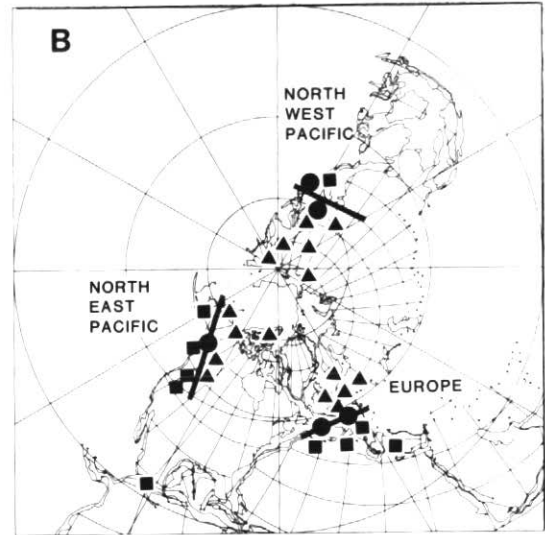 B
NORTH
WEST
PACIFIC
NORTH
EAST
PACIFIC
EUROPE